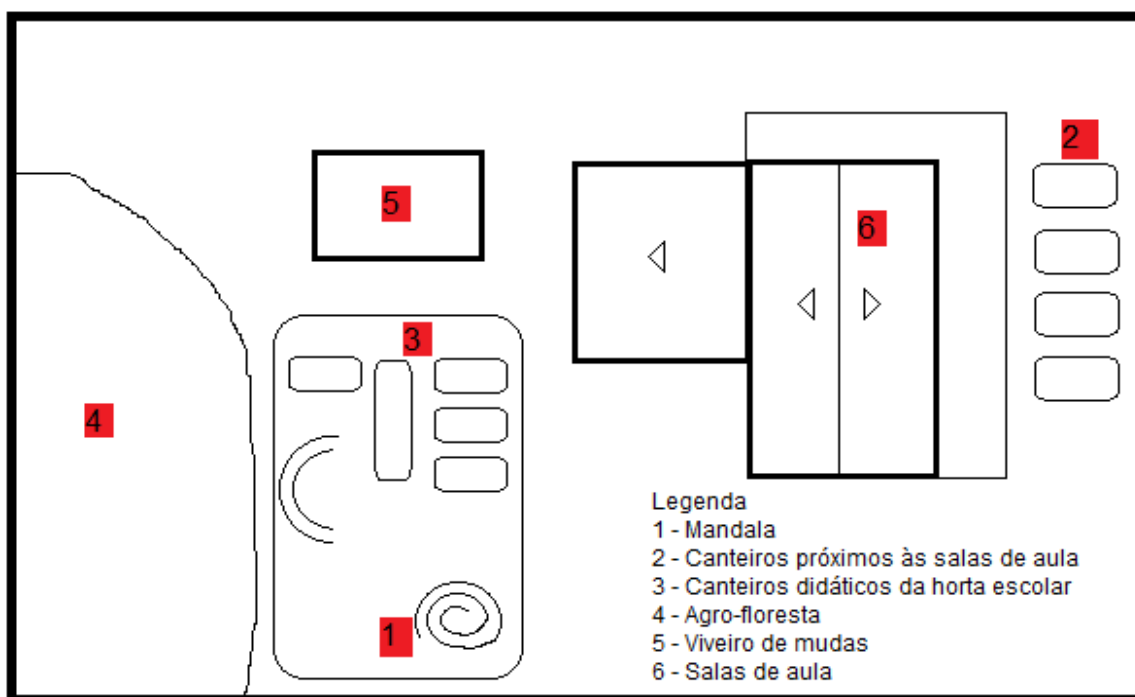 2
5
6
3
4
1
Legenda
1 - Mandala
2 - Canteiros próximos às salas de aula
3 - Canteiros didáticos da horta escolar
4 - Agro-floresta
5 - Viveiro de mudas
6 - Salas de aula